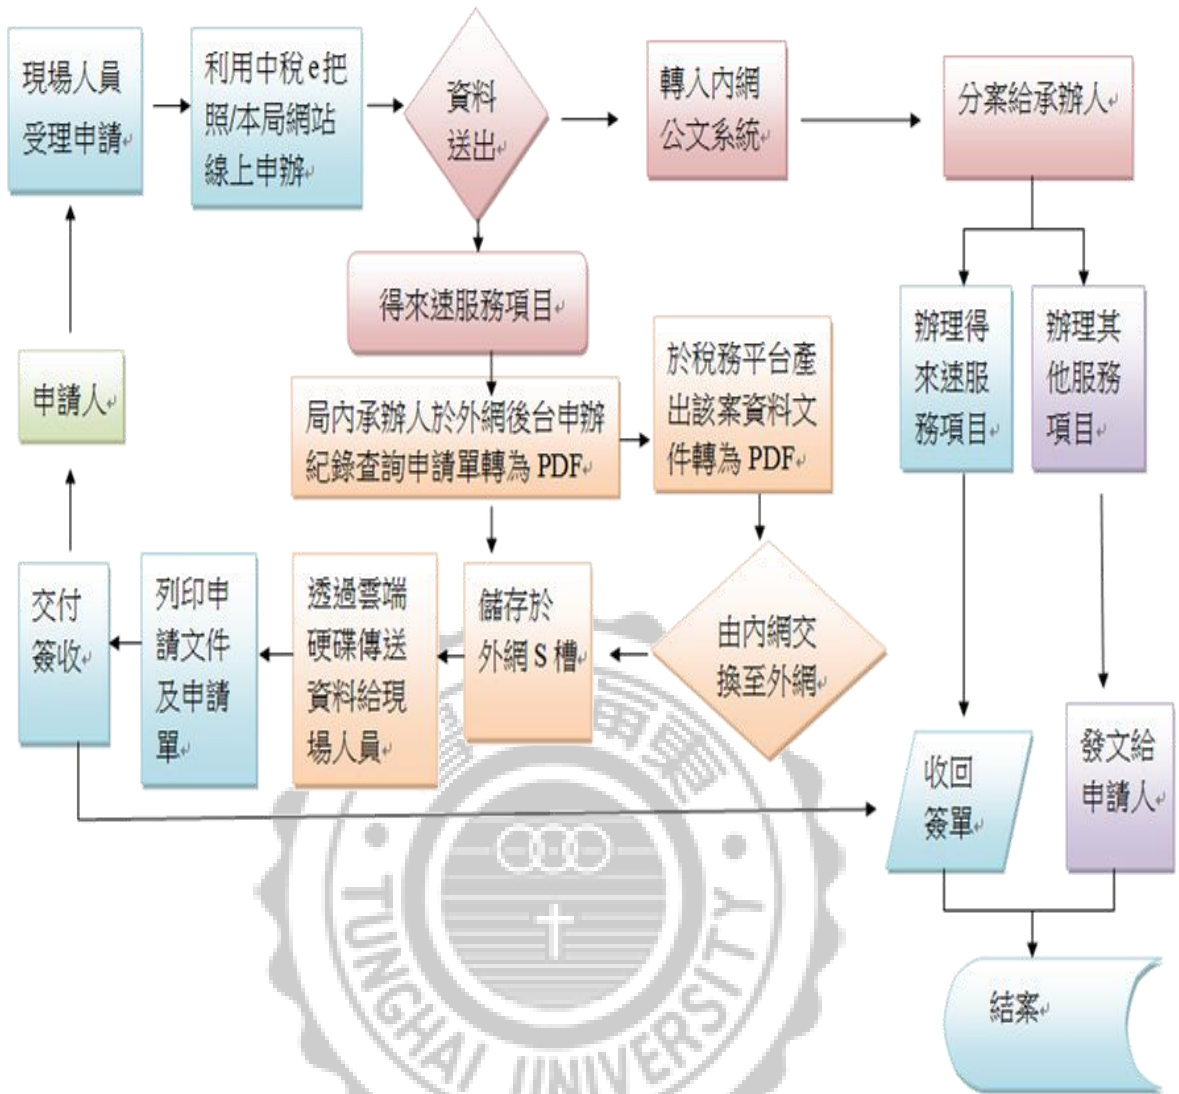 現場人員
受理申請
利用中稅 e 把
照/本局網站
線上申辦
資料
送出
轉入內網
公文系統
分案給承辦人
得來速服務項目
辦理得
來速服
務項目
辦理其
他服務
項目
於稅務平台產
出該案資料文
件轉為 PDF
局內承辦人於外網後台申辦
紀錄查詢申請單轉為 PDF
申請人
交付
簽收
列印申
請文件
及申請
單
透過雲端
硬碟傳送
資料給現
場人員
儲存於
外網 S 槽
由內網交
換至外網
收回
簽單
發文給
申請人
結案
TUNGHAI UNIVERSITY